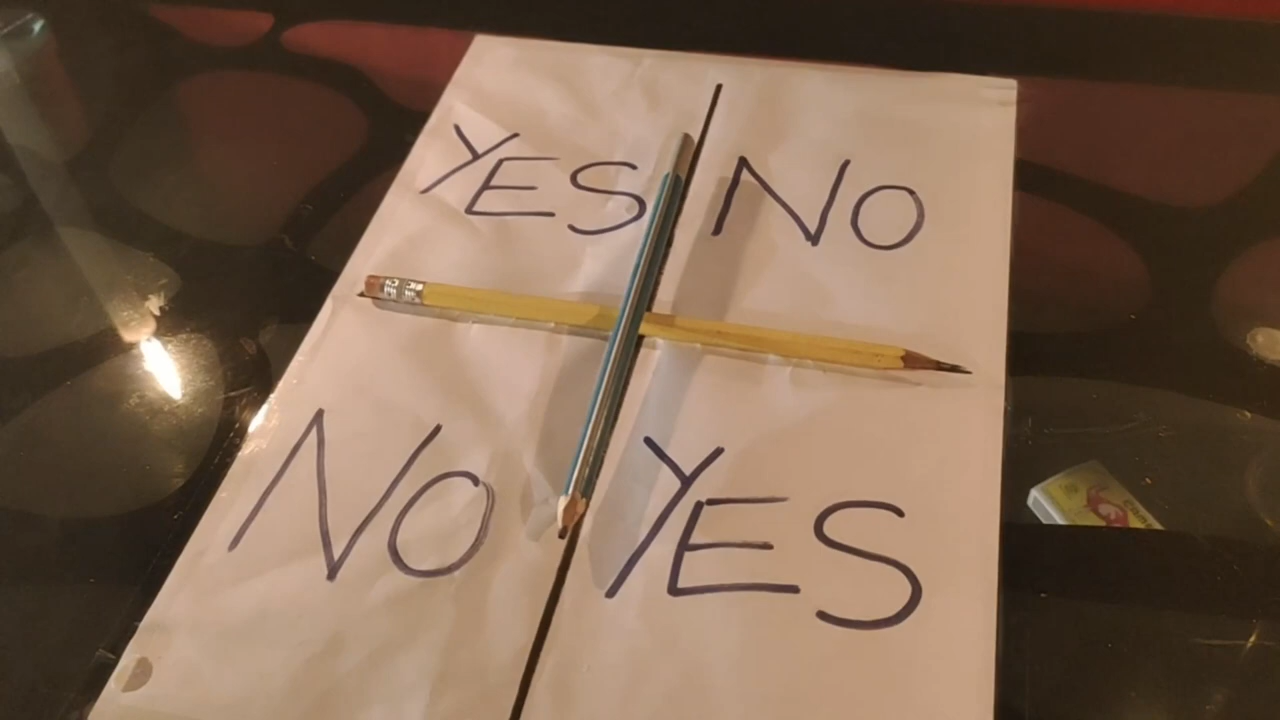 YES NO
NO YES